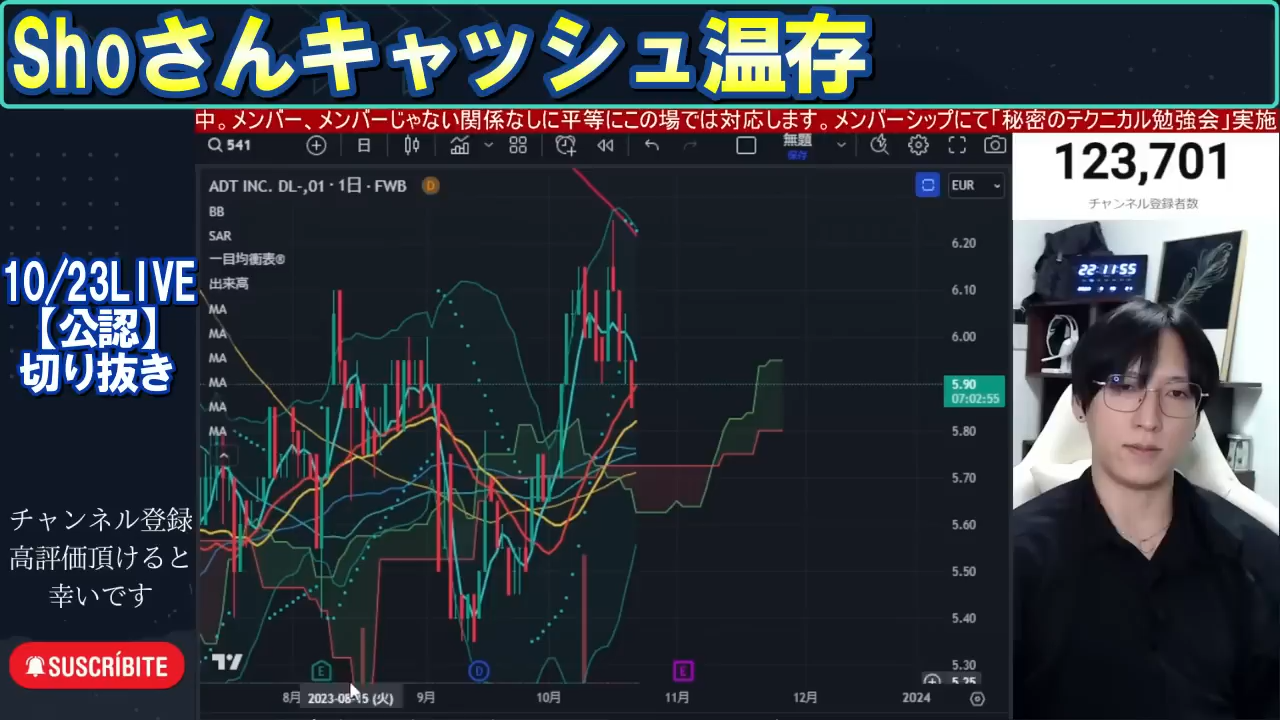 Shoさんキャッシュ温存
中。メンバー、メンバーじゃない関係なしに平等にこの場では対応します。メンバーシップにて「秘密のテクニカル勉強会」実施
541
日
無題
保存
123,701
チャンネル登録者数
ADT INC. DL-,01 · 1日 · FWB
D
EUR
BB
SAR
一目均衡表
出来高
MA
MA
MA
MA
MA
MA
6.20
6.10
6.00
5.90
07:02:55
5.80
5.70
5.60
5.50
5.40
5.30
5.25
22:11:55
10/23LIVE
【公認】
切り抜き
チャンネル登録
高評価頂けると
幸いです
SUSCRÍBITE
E
D
E
8月
2023-08-15 (火)
9月
10月
11月
12月
2024